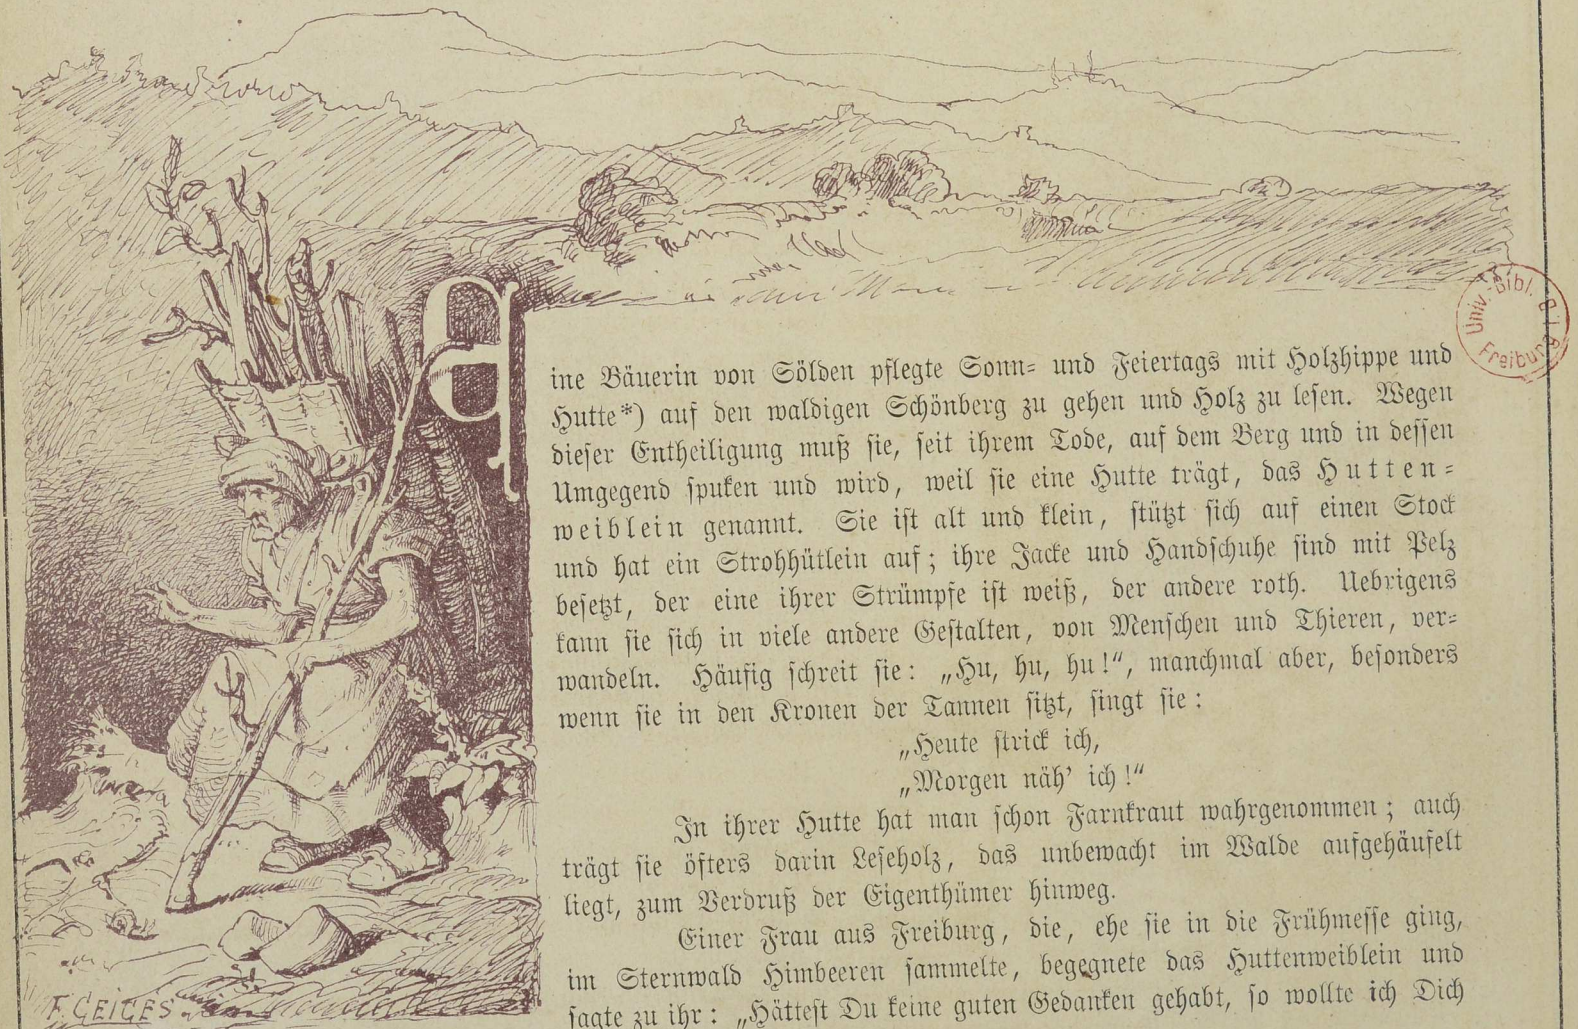 Eine Bäuerin von Sölden pflegte Sonn= und Feiertags mit Holzhippe und
Hutte*) auf den waldigen Schönberg zu gehen und Holz zu lesen. Wegen
dieser Entheiligung muß sie, seit ihrem Tode, auf dem Berg und in dessen
Umgegend spuken und wird, weil sie eine Hutte trägt, das Hutten=
weiblein genannt. Sie ist alt und klein, stützt sich auf einen Stock
und hat ein Strohhütlein auf; ihre Jacke und Handschuhe sind mit Pelz
besetzt, der eine ihrer Strümpfe ist weiß, der andere roth. Uebrigens
kann sie sich in viele andere Gestalten, von Menschen und Thieren, ver=
wandeln. Häufig schreit sie: „Hu, hu, hu!“, manchmal aber, besonders
wenn sie in den Kronen der Tannen sitzt, singt sie:
„Heute strick ich,
„Morgen näh’ ich!“
In ihrer Hutte hat man schon Farnkraut wahrgenommen; auch
trägt sie öfters darin Leseholz, das unbewacht im Walde aufgehäufelt
liegt, zum Verdruß der Eigenthümer hinweg.
Einer Frau aus Freiburg, die, ehe sie in die Frühmesse ging,
im Sternwald Himbeeren sammelte, begegnete das Huttenweiblein und
sagte zu ihr: „Hättest Du keine guten Gedanken gehabt, so wollte ich Dich
F. GEIGES
Univ.-Bibl.
Freiburg i. B.